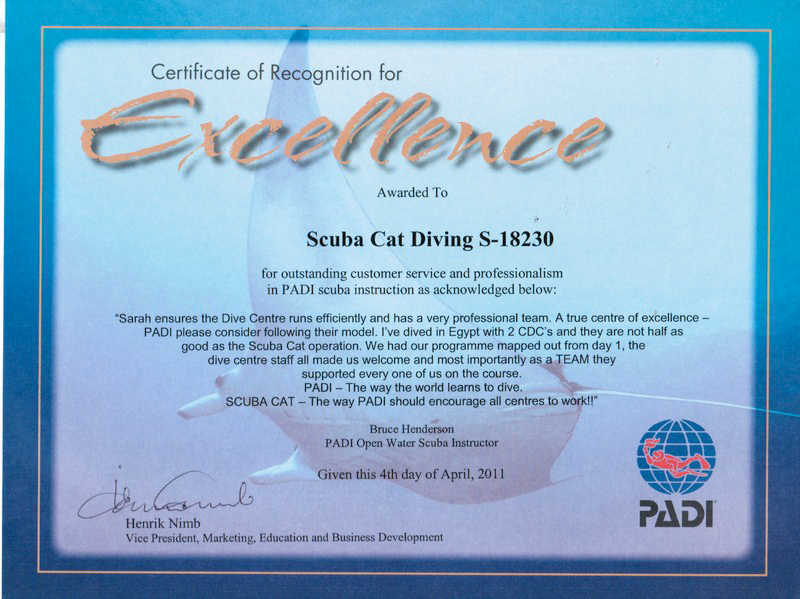 Certificate of Recognition for
Excellence
Awarded To
Scuba Cat Diving S-18230
for outstanding customer service and professionalism
in PADI scuba instruction as acknowledged below:
“Sarah ensures the Dive Centre runs efficiently and has a very professional team. A true centre of excellence –
PADI please consider following their model. I've dived in Egypt with 2 CDC's and they are not half as
good as the Scuba Cat operation. We had our programme mapped out from day 1, the
dive centre staff all made us welcome and most importantly as a TEAM they
supported every one of us on the course.
PADI – The way the world learns to dive.
SCUBA CAT – The way PADI should encourage all centres to work!!”
Bruce Henderson
PADI Open Water Scuba Instructor
Given this 4th day of April, 2011
Henrik Nimb
Vice President, Marketing, Education and Business Development
PADI